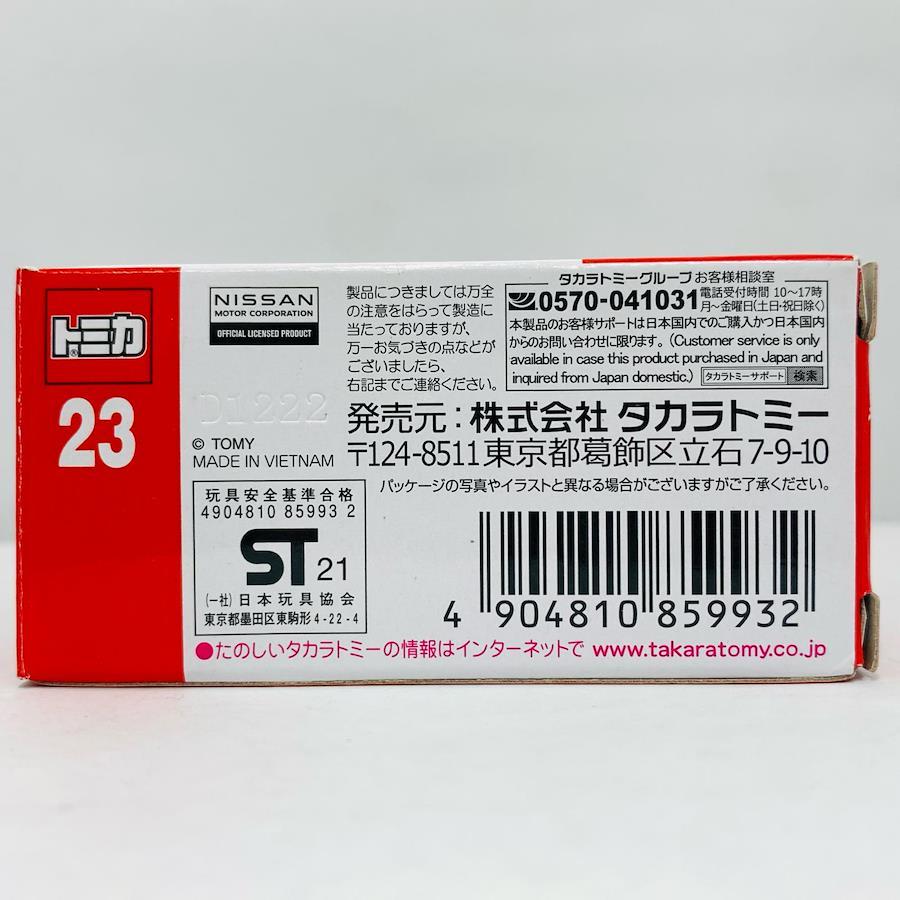 トミカ®
23
NISSAN
MOTOR CORPORATION
OFFICIAL LICENSED PRODUCT
D1222
© TOMY
MADE IN VIETNAM
製品につきましては万全
の注意をはらって製造に
当たっておりますが、
万一お気づきの点などが
ございましたら、
右記までご連絡ください。
タカラトミーグループ お客様相談室
0570-041031 電話受付時間 10〜17時
月〜金曜日(土・日・祝日除く)
本製品のお客様サポートは日本国内でのご購入かつ日本国内
からのお問い合わせに限ります。(Customer service is only
available in case this product purchased in Japan and
inquired from Japan domestic.) タカラトミーサポート 検索
発売元:株式会社 タカラトミー
〒124-8511 東京都葛飾区立石7-9-10
パッケージの写真やイラストと異なる場合がございますがご了承ください。
玩具安全基準合格
4904810 85993 2
ST 21
(一社)日本玩具協会
東京都墨田区東駒形4-22-4
4 904810 859932
●たのしいタカラトミーの情報はインターネットで www.takaratomy.co.jp